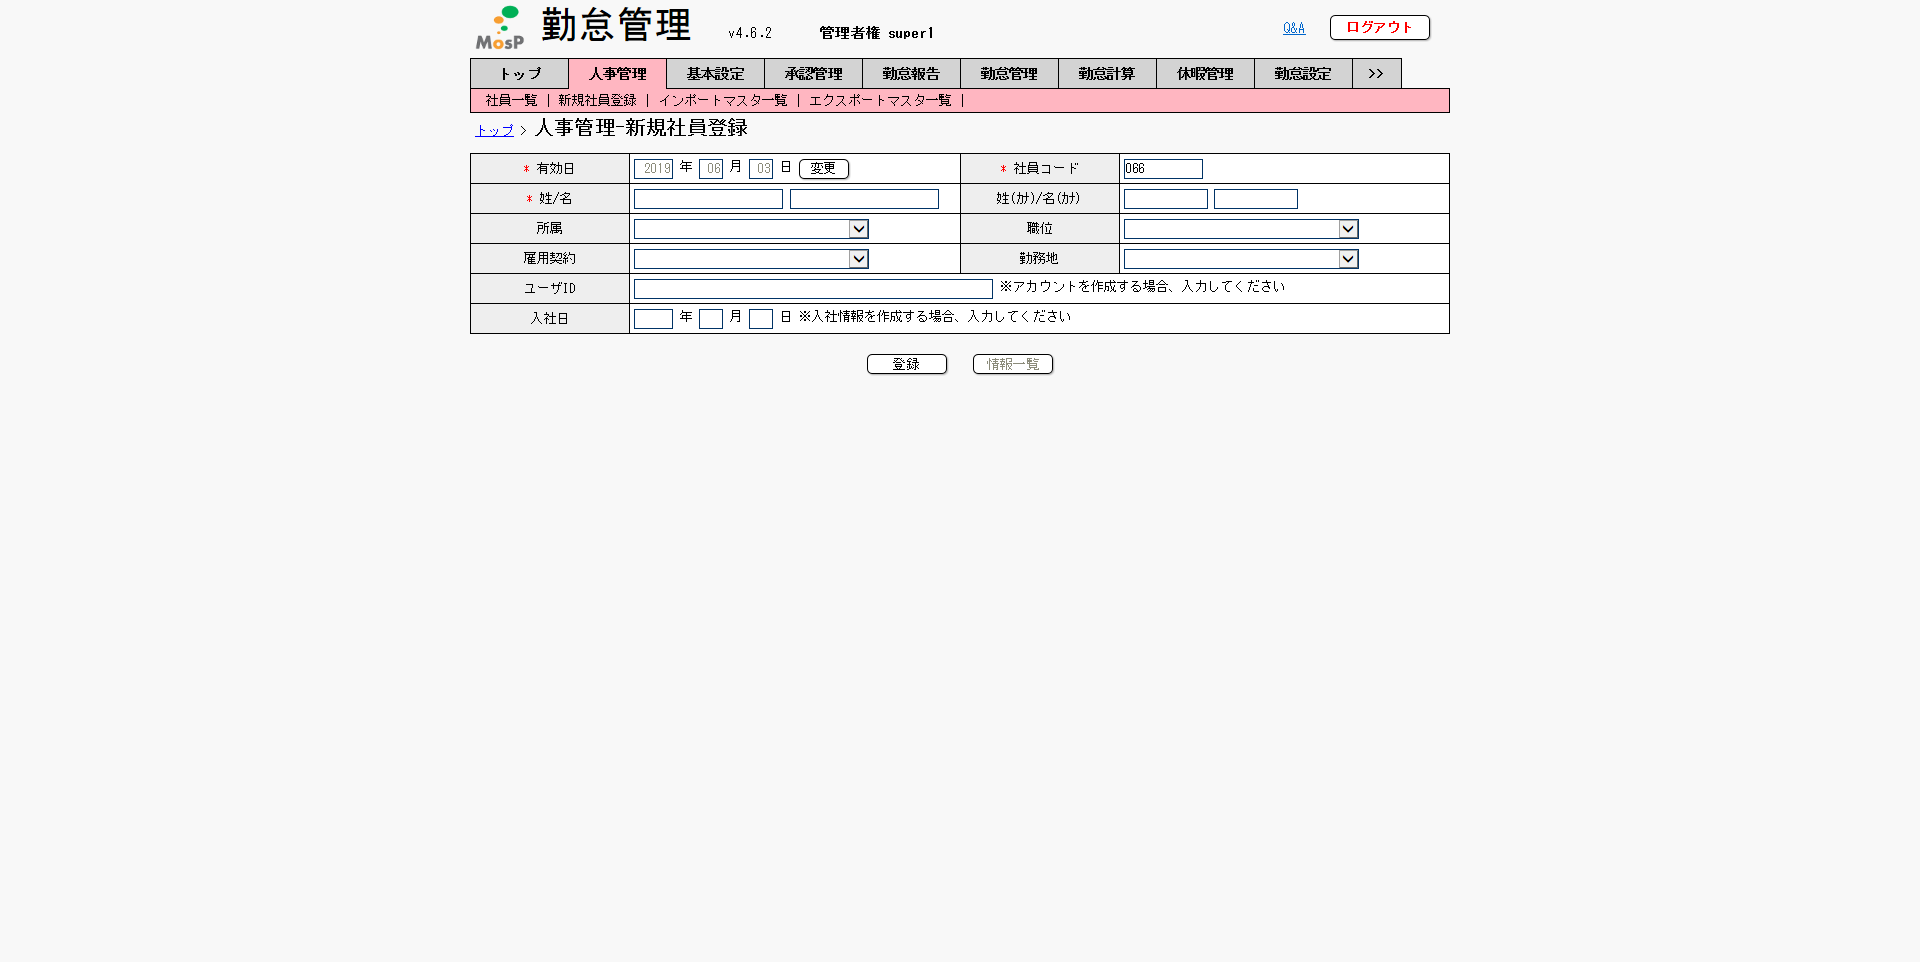 MosP 勤怠管理 v4.6.2 管理者権 super1 Q&A ログアウト
トップ 人事管理 基本設定 承認管理 勤怠報告 勤怠管理 勤怠計算 休暇管理 勤怠設定 >>
社員一覧 | 新規社員登録 | インポートマスタ一覧 | エクスポートマスタ一覧 |
トップ > 人事管理-新規社員登録
* 有効日 2019 年 06 月 03 日 変更 * 社員コード 066
* 姓/名 姓(ｶﾅ)/名(ｶﾅ)
所属 職位
雇用契約 勤務地
ユーザID ※アカウントを作成する場合、入力してください
入社日 年 月 日 ※入社情報を作成する場合、入力してください
登録 情報一覧